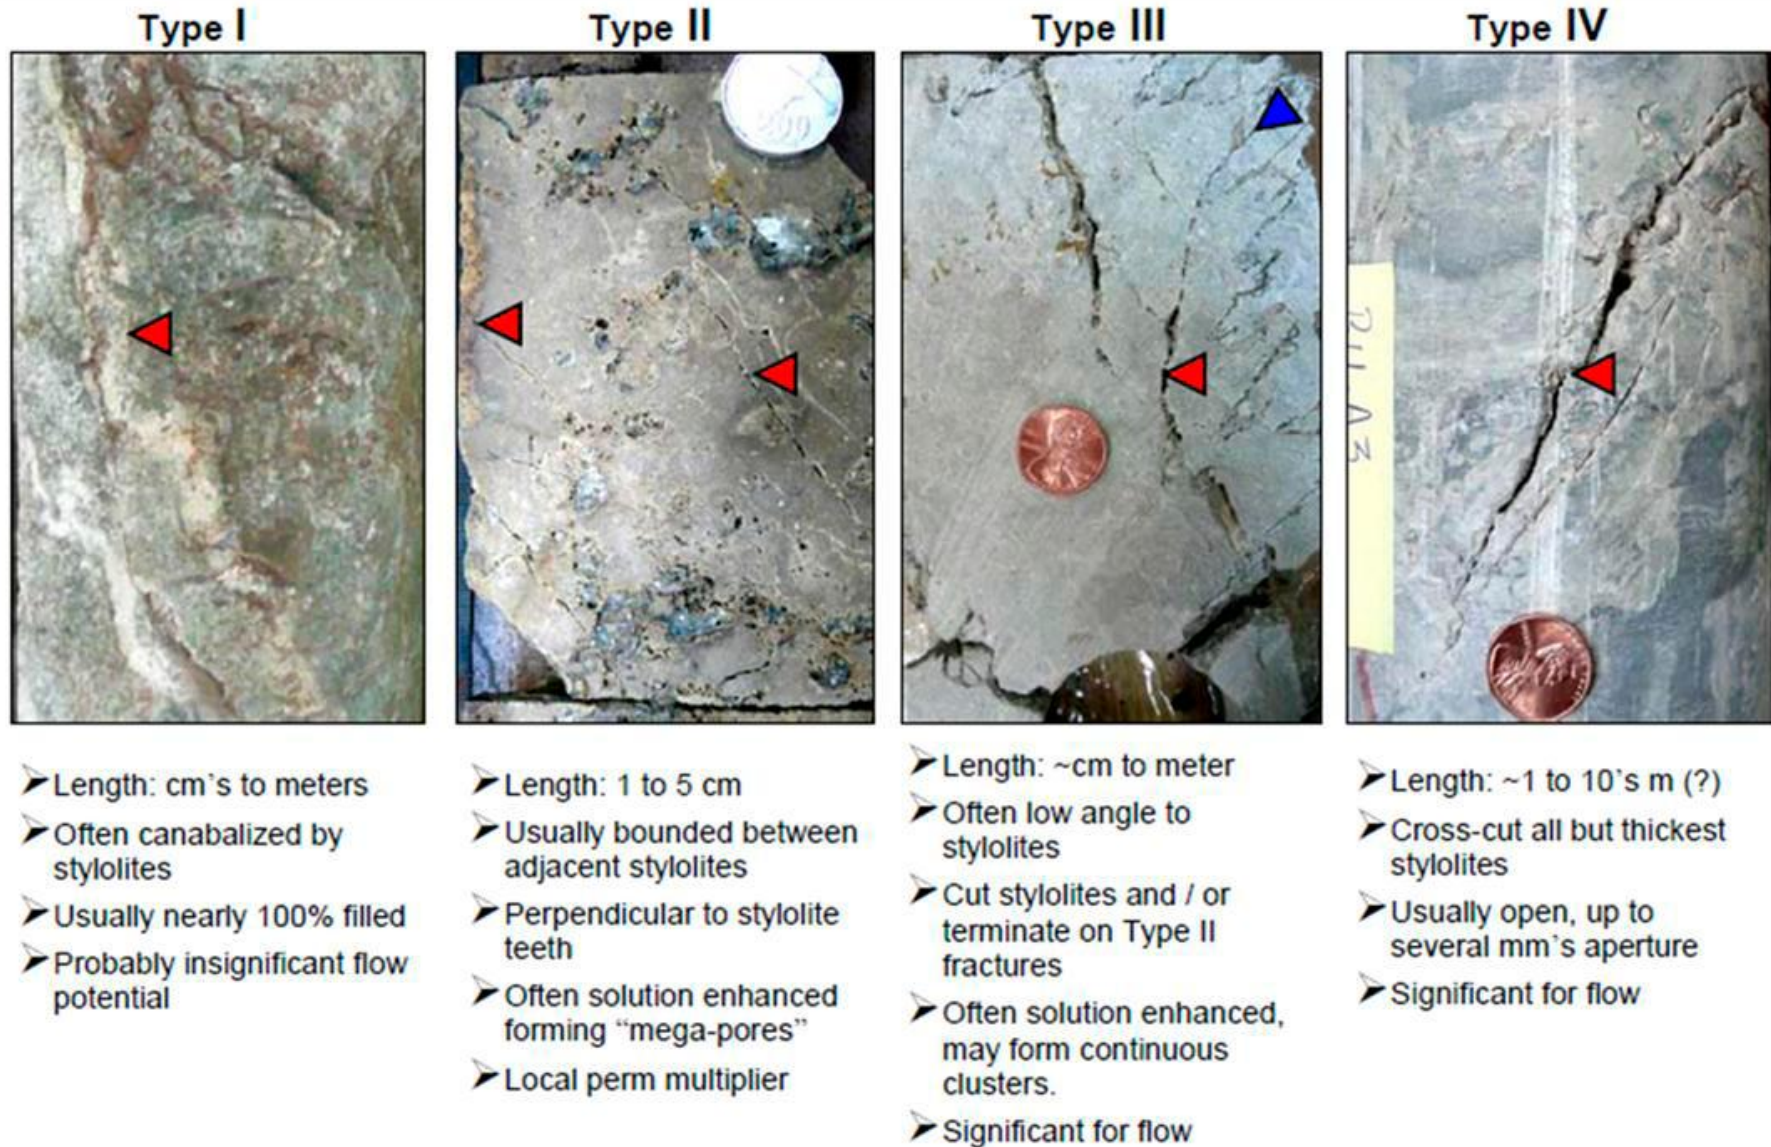 Type I
Type II
Type III
Type IV
500
➢ Length: cm's to meters
➢ Often canabalized by
stylolites
➢ Usually nearly 100% filled
➢ Probably insignificant flow
potential
➢ Length: 1 to 5 cm
➢ Usually bounded between
adjacent stylolites
➢ Perpendicular to stylolite
teeth
➢ Often solution enhanced
forming “mega-pores”
➢ Local perm multiplier
➢ Length: ~cm to meter
➢ Often low angle to
stylolites
➢ Cut stylolites and / or
terminate on Type II
fractures
➢ Often solution enhanced,
may form continuous
clusters.
➢ Significant for flow
➢ Length: ~1 to 10's m (?)
➢ Cross-cut all but thickest
stylolites
➢ Usually open, up to
several mm's aperture
➢ Significant for flow